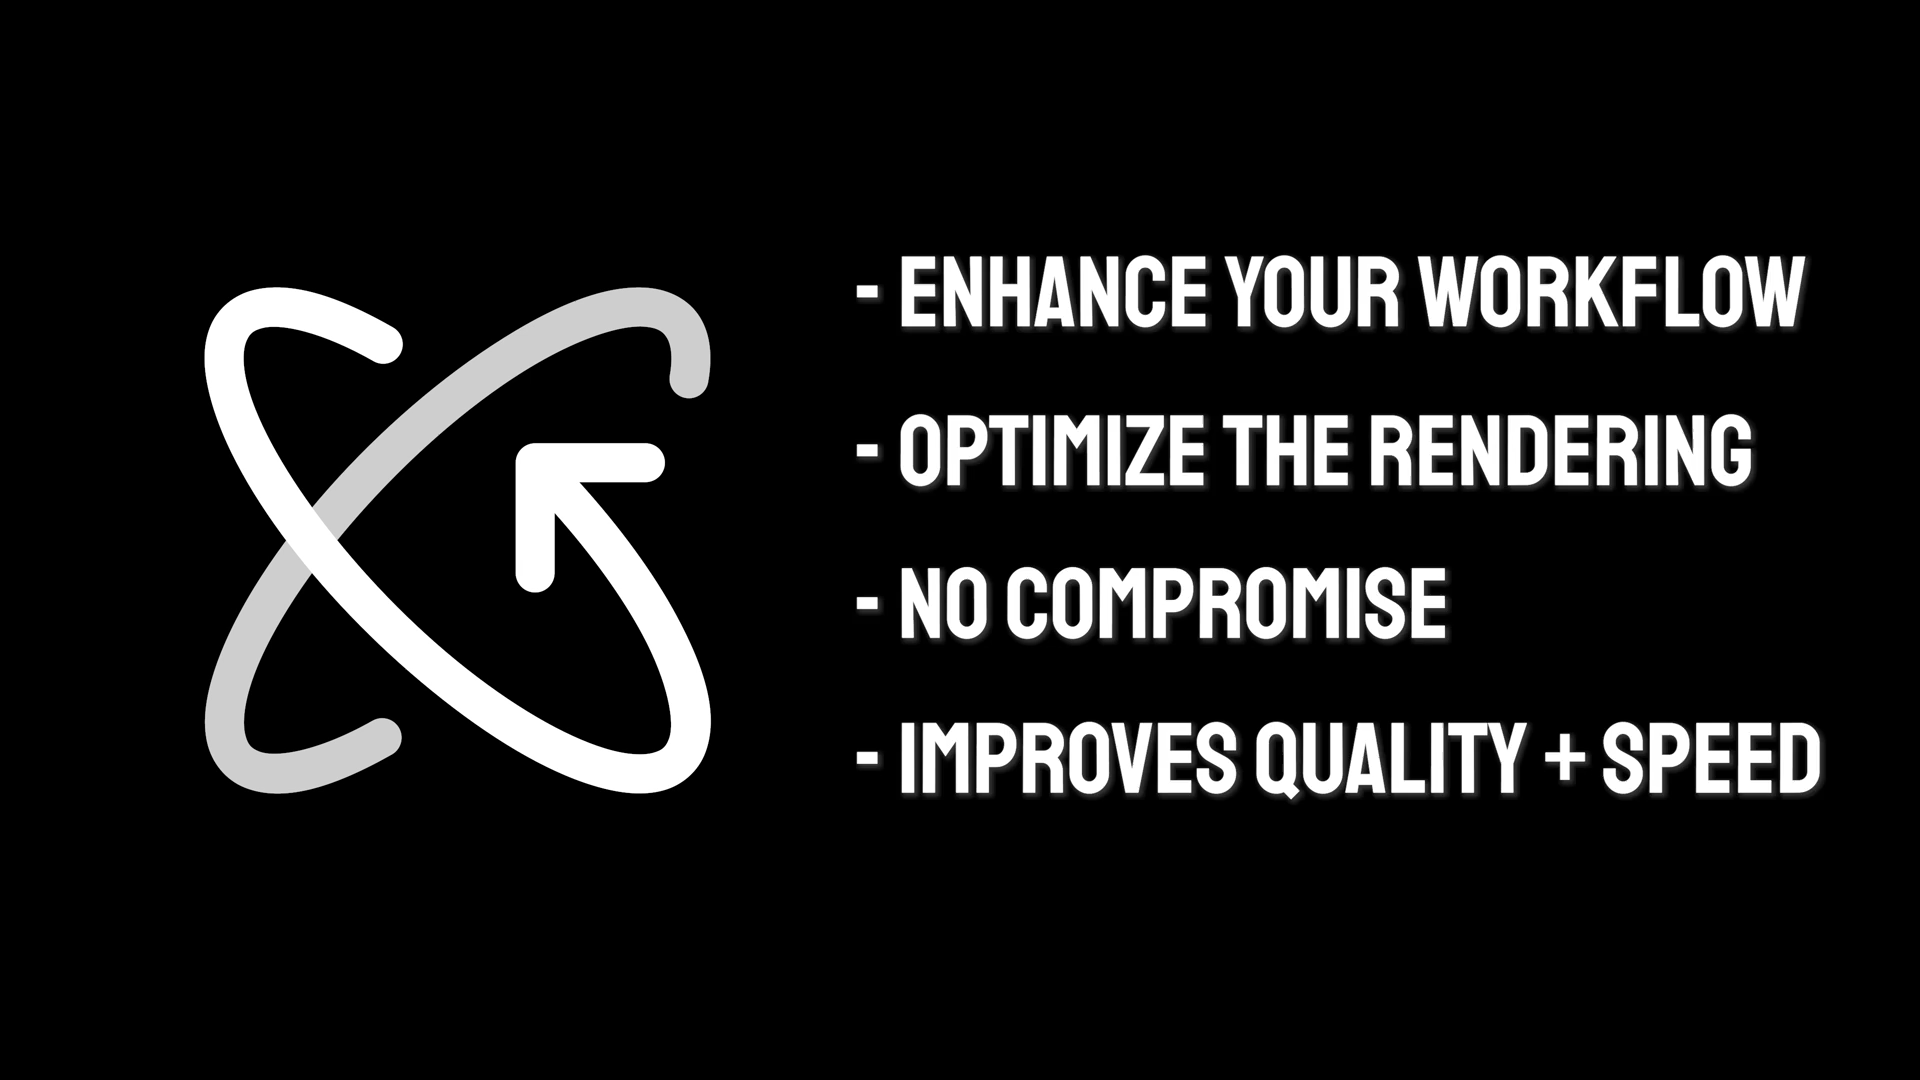 - ENHANCE YOUR WORKFLOW
- OPTIMIZE THE RENDERING
- NO COMPROMISE
- IMPROVES QUALITY + SPEED